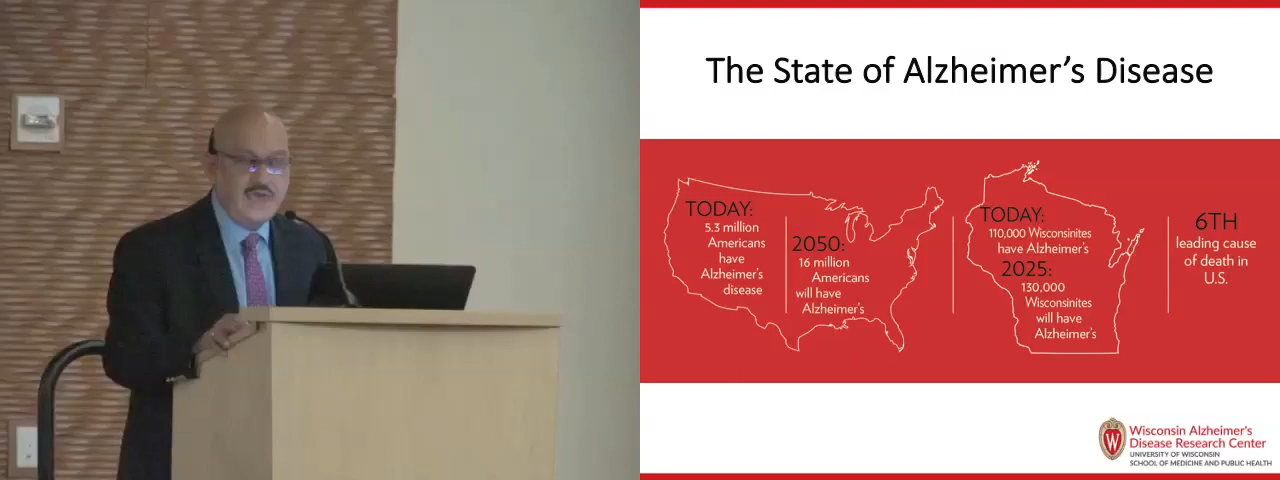 The State of Alzheimer's Disease
TODAY:
5.3 million
Americans
have
Alzheimer's
disease
2050:
16 million
Americans
will have
Alzheimer's
TODAY:
110,000 Wisconsinites
have Alzheimer's
2025:
130,000
Wisconsinites
will have
Alzheimer's
6TH
leading cause
of death in
U.S.
W
Wisconsin Alzheimer's
Disease Research Center
UNIVERSITY OF WISCONSIN
SCHOOL OF MEDICINE AND PUBLIC HEALTH